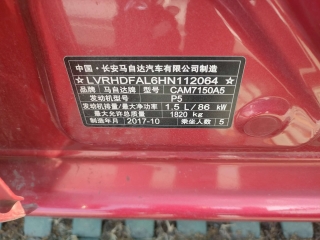 中国·长安马自达汽车有限公司制造
LVRHDFAL6HN112064
品牌 马自达牌 型号 CAM7150A5
发动机型号 P5
发动机排量/最大净功率 1.5 L/86 kW
最大允许总质量 1820 kg
制造年月 2017-10 乘坐人数 5